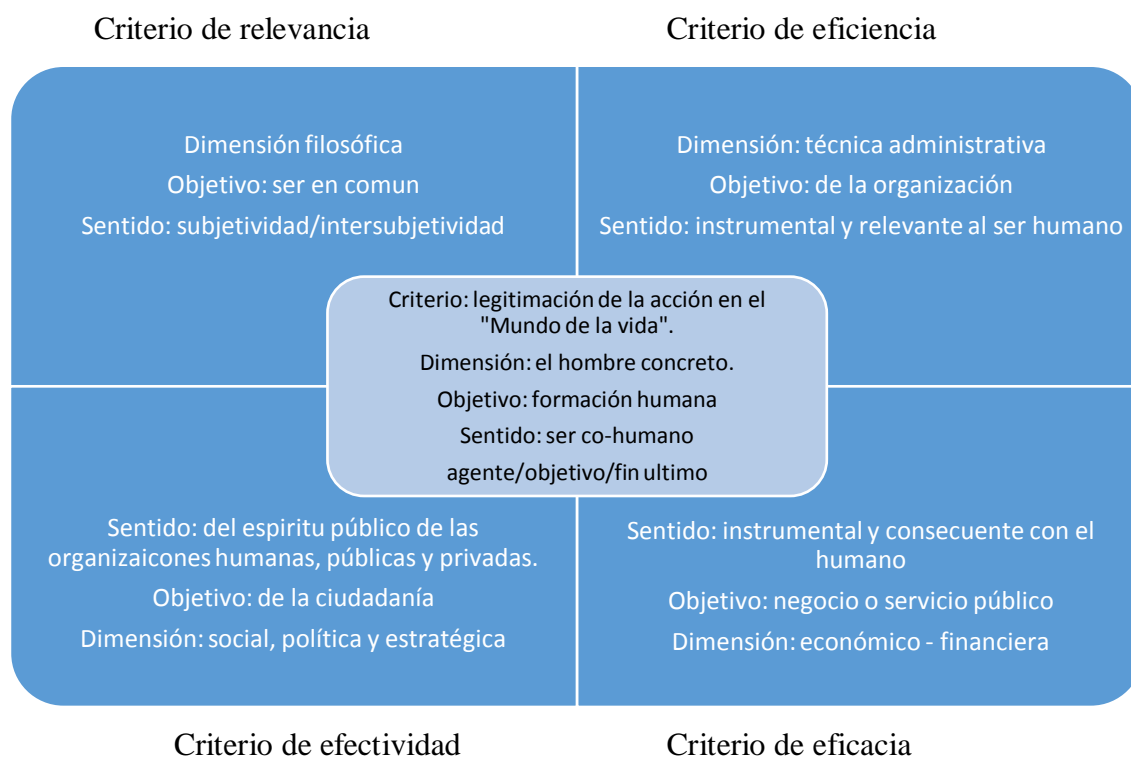 Criterio de relevancia
Criterio de eficiencia
Dimensión filosófica
Objetivo: ser en comun
Sentido: subjetividad/intersubjetividad
Dimensión: técnica administrativa
Objetivo: de la organización
Sentido: instrumental y relevante al ser humano
Criterio: legitimación de la acción en el
"Mundo de la vida".
Dimensión: el hombre concreto.
Objetivo: formación humana
Sentido: ser co-humano
agente/objetivo/fin ultimo
Sentido: del espiritu público de las
organizaicones humanas, públicas y privadas.
Objetivo: de la ciudadanía
Dimensión: social, política y estratégica
Sentido: instrumental y consecuente con el
humano
Objetivo: negocio o servicio público
Dimensión: económico - financiera
Criterio de efectividad
Criterio de eficacia